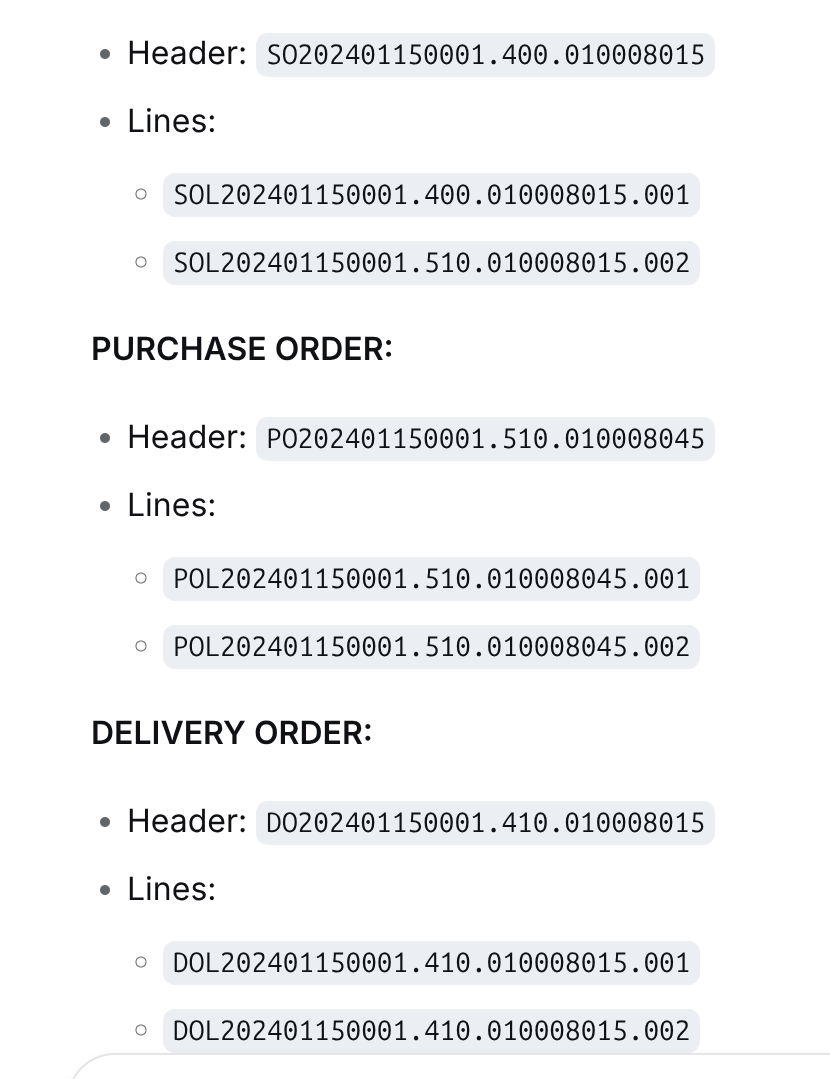 Header: SO202401150001.400.010008015
Lines:
SOL202401150001.400.010008015.001
SOL202401150001.510.010008015.002
PURCHASE ORDER:
Header: PO202401150001.510.010008045
Lines:
POL202401150001.510.010008045.001
POL202401150001.510.010008045.002
DELIVERY ORDER:
Header: DO202401150001.410.010008015
Lines:
DOL202401150001.410.010008015.001
DOL202401150001.410.010008015.002